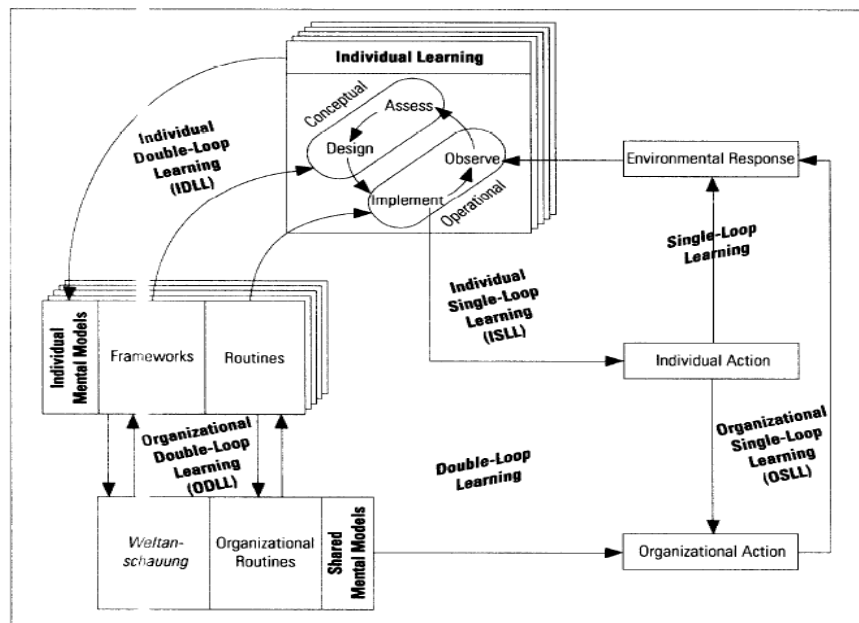 Individual Learning
Conceptual
Assess
Design
Observe
Implement
Operational
Individual
Double-Loop
Learning
(IDLL)
Environmental Response
Single-Loop
Learning
Individual
Single-Loop
Learning
(ISLL)
Individual Mental Models
Frameworks
Routines
Individual Action
Organizational
Double-Loop
Learning
(ODLL)
Double-Loop
Learning
Organizational
Single-Loop
Learning
(OSLL)
Weltan-
schauung
Organizational
Routines
Shared
Mental Models
Organizational Action